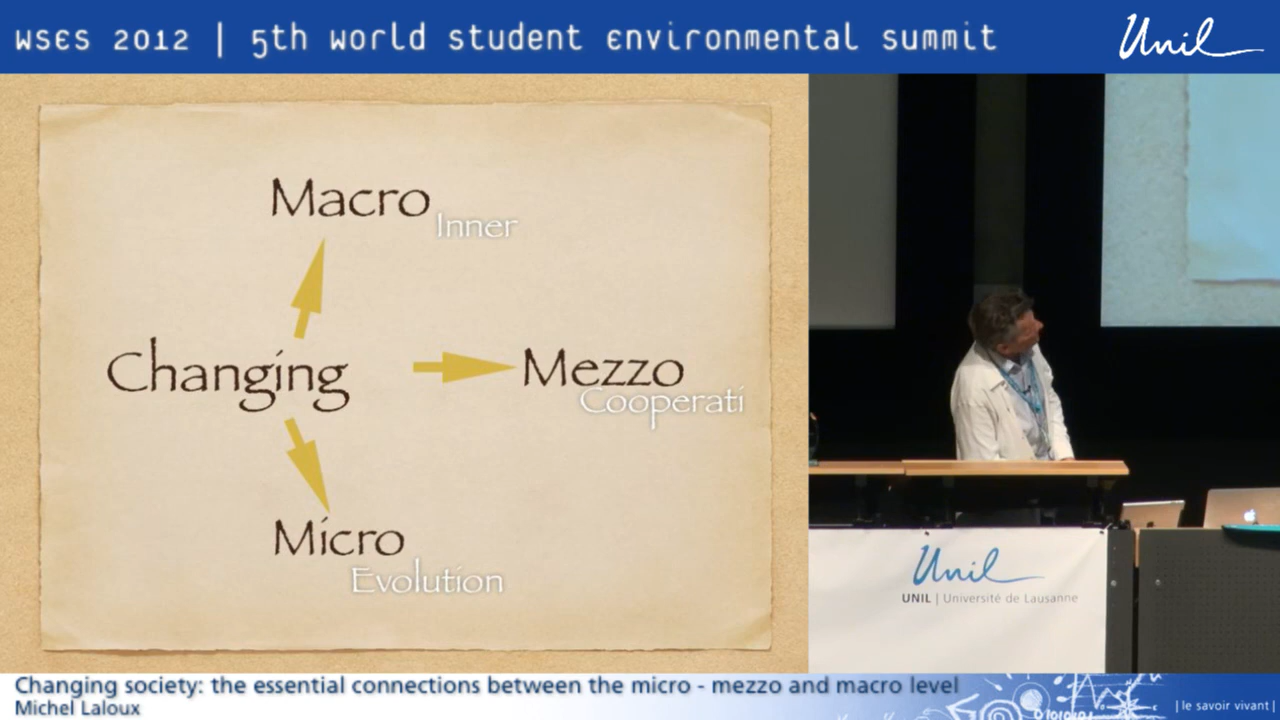 WSES 2012 | 5th world student environmental summit
Unil
Macro
Inner
Changing
Mezzo
Cooperati
Micro
Evolution
Unil
UNIL | Université de Lausanne
Changing society: the essential connections between the micro - mezzo and macro level
Michel Laloux
| le savoir vivant |